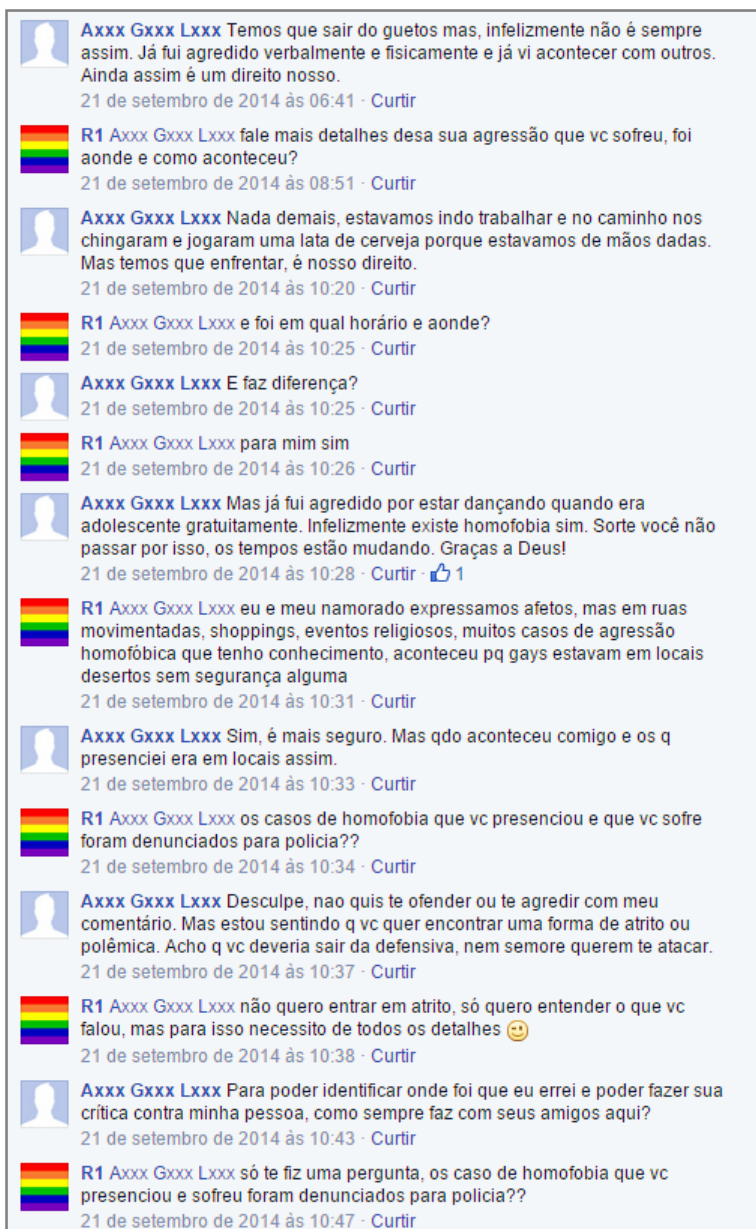 Axxx Gxxx Lxxx Temos que sair do guetos mas, infelizmente não é sempre
assim. Já fui agredido verbalmente e fisicamente e já vi acontecer com outros.
Ainda assim é um direito nosso.
21 de setembro de 2014 às 06:41 · Curtir
R1 Axxx Gxxx Lxxx fale mais detalhes desa sua agressão que vc sofreu, foi
aonde e como aconteceu?
21 de setembro de 2014 às 08:51 · Curtir
Axxx Gxxx Lxxx Nada demais, estavamos indo trabalhar e no caminho nos
chingaram e jogaram uma lata de cerveja porque estavamos de mãos dadas.
Mas temos que enfrentar, é nosso direito.
21 de setembro de 2014 às 10:20 · Curtir
R1 Axxx Gxxx Lxxx e foi em qual horário e aonde?
21 de setembro de 2014 às 10:25 · Curtir
Axxx Gxxx Lxxx E faz diferença?
21 de setembro de 2014 às 10:25 · Curtir
R1 Axxx Gxxx Lxxx para mim sim
21 de setembro de 2014 às 10:26 · Curtir
Axxx Gxxx Lxxx Mas já fui agredido por estar dançando quando era
adolescente gratuitamente. Infelizmente existe homofobia sim. Sorte você não
passar por isso, os tempos estão mudando. Graças a Deus!
21 de setembro de 2014 às 10:28 · Curtir · 1
R1 Axxx Gxxx Lxxx eu e meu namorado expressamos afetos, mas em ruas
movimentadas, shoppings, eventos religiosos, muitos casos de agressão
homofóbica que tenho conhecimento, aconteceu pq gays estavam em locais
desertos sem segurança alguma
21 de setembro de 2014 às 10:31 · Curtir
Axxx Gxxx Lxxx Sim, é mais seguro. Mas qdo aconteceu comigo e os q
presenciei era em locais assim.
21 de setembro de 2014 às 10:33 · Curtir
R1 Axxx Gxxx Lxxx os casos de homofobia que vc presenciou e que vc sofre
foram denunciados para policia??
21 de setembro de 2014 às 10:34 · Curtir
Axxx Gxxx Lxxx Desculpe, nao quis te ofender ou te agredir com meu
comentário. Mas estou sentindo q vc quer encontrar uma forma de atrito ou
polêmica. Acho q vc deveria sair da defensiva, nem semore querem te atacar.
21 de setembro de 2014 às 10:37 · Curtir
R1 Axxx Gxxx Lxxx não quero entrar em atrito, só quero entender o que vc
falou, mas para isso necessito de todos os detalhes 😉
21 de setembro de 2014 às 10:38 · Curtir
Axxx Gxxx Lxxx Para poder identificar onde foi que eu errei e poder fazer sua
crítica contra minha pessoa, como sempre faz com seus amigos aqui?
21 de setembro de 2014 às 10:43 · Curtir
R1 Axxx Gxxx Lxxx só te fiz uma pergunta, os caso de homofobia que vc
presenciou e sofreu foram denunciados para policia??
21 de setembro de 2014 às 10:47 · Curtir